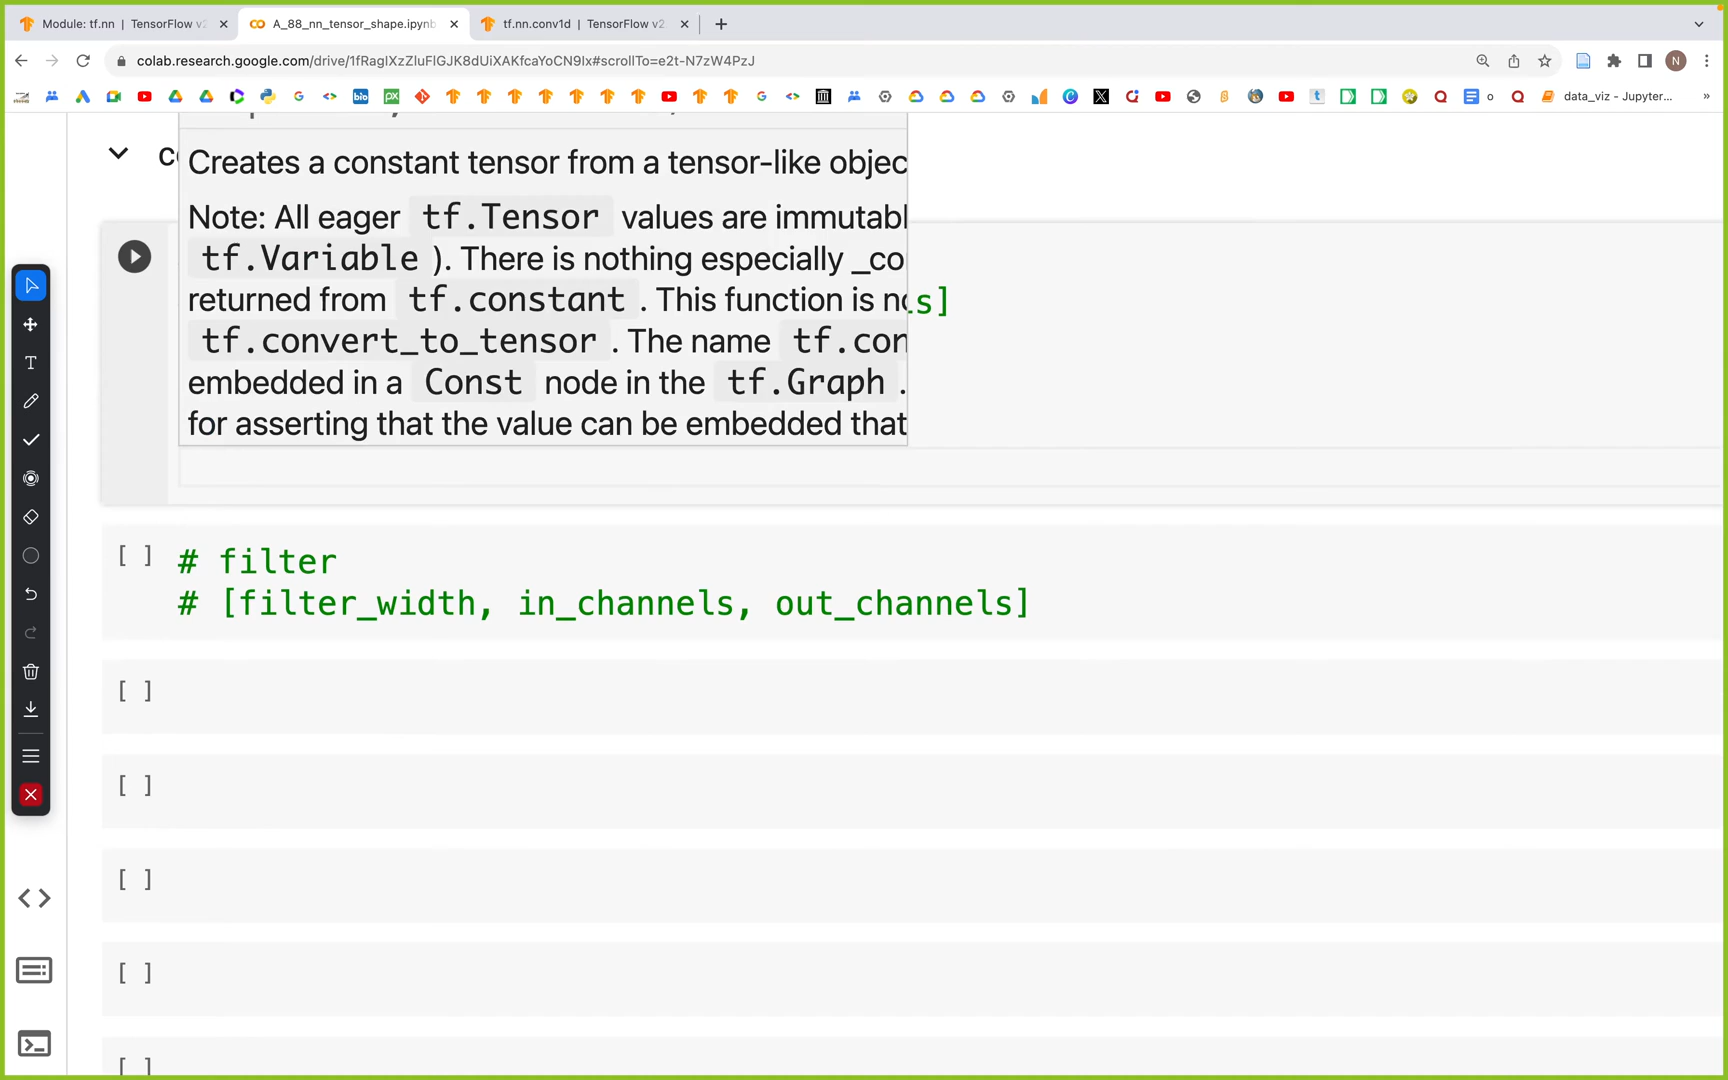 Module: tf.nn | TensorFlow v2
A_88_nn_tensor_shape.ipynb
tf.nn.conv1d | TensorFlow v2
colab.research.google.com/drive/1fRagIXzZluFlGJK8dUiXAKfcaYoCN9Ix#scrollTo=e2t-N7zW4PzJ
N
bio
PX
o
data_viz - Jupyter...
»
Creates a constant tensor from a tensor-like objec
Note: All eager tf.Tensor values are immutabl
tf.Variable ). There is nothing especially _co
returned from tf.constant . This function is no
s]
tf.convert_to_tensor . The name tf.con
embedded in a Const node in the tf.Graph .
for asserting that the value can be embedded that
[ ] # filter
# [filter_width, in_channels, out_channels]
[ ]
[ ]
[ ]
[ ]
[ ]